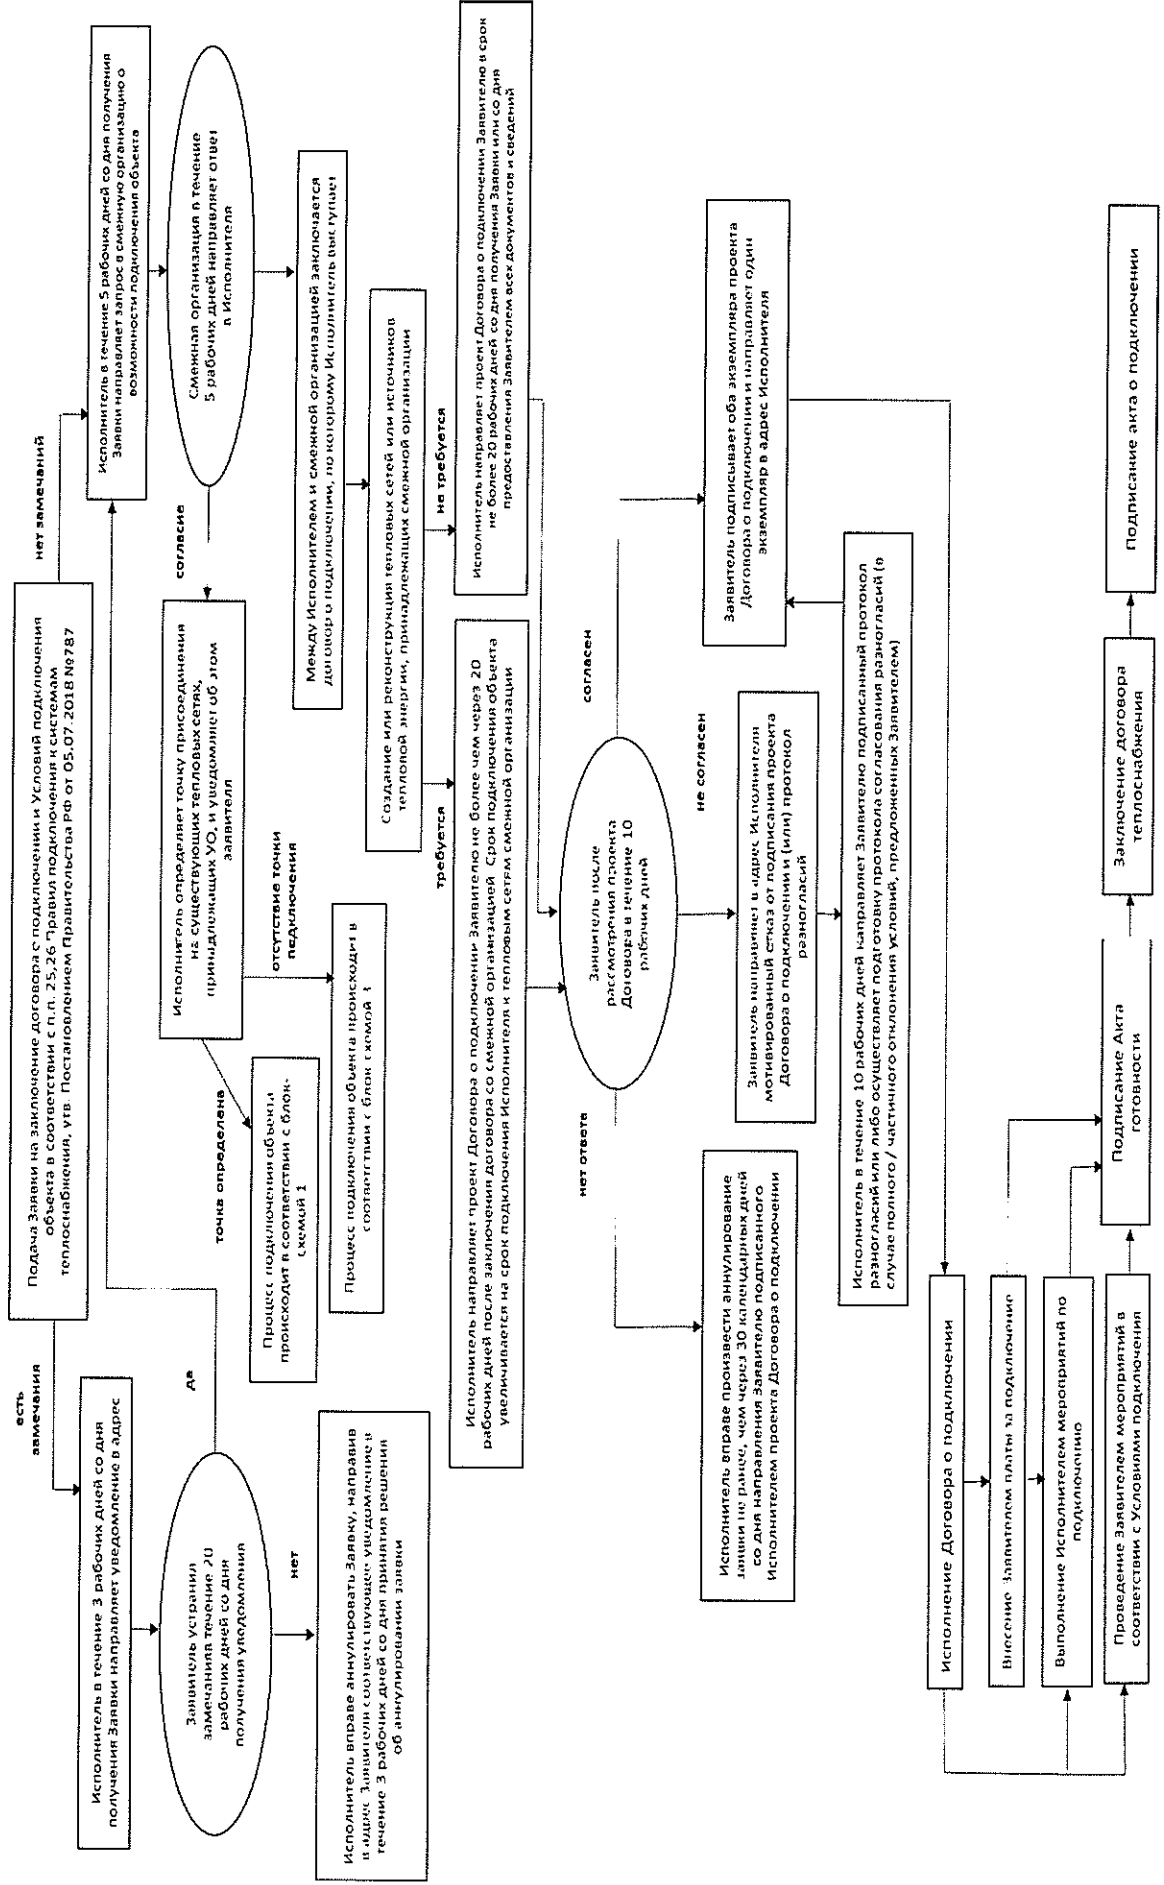 Подача Заявки на заключение договора с подключении и Условий подключения
объекта в соответствии с п.п. 25,26 Правил подключения к системам
теплоснабжения, утв. Постановлением Правительства РФ от 05.07.2018 №787
есть
замечания
нет замечаний
Исполнитель в течение 3 рабочих дней со дня
получения Заявки направляет уведомление в адрес
Исполнитель в течение 5 рабочих дней со дня получения
Заявки направляет запрос в смежную организацию о
возможности подключения объекта
Заявитель устранил
замечания течение 20
рабочих дней со дня
получения уведомления
да
нет
Исполнитель вправе аннулировать Заявку, направив
в адрес Заявителя соответствующее уведомление в
течение 3 рабочих дней со дня принятия решения
об аннулировании заявки
Смежная организация в течение
5 рабочих дней направляет ответ
в Исполнителя
согласие
Исполнитель определяет точку присоединения
на существующих тепловых сетях,
принадлежащих УО, и уведомляет об этом
заявителя
точка определена
отсутствие точки
подключения
Процесс подключения объекта
происходит в соответствии с блок-
схемой 1
Процесс подключения объекта происходит в
соответствии с блок схемой
Между Исполнителем и смежной организацией заключается
договор о подключении, по которому Исполнитель выступает
Создание или реконструкция тепловых сетей или источников
тепловой энергии, принадлежащих смежной организации
требуется
не требуется
Исполнитель направляет проект Договора о подключении Заявителю не более чем через 20
рабочих дней после заключения договора со смежной организацией. Срок подключения объекта
увеличивается на срок подключения Исполнителя к тепловым сетям смежной организации
Исполнитель направляет проект Договора о подключении Заявителю в срок
не более 20 рабочих дней со дня получения Заявки или со дня
предоставления Заявителем всех документов и сведений
Заявитель после
рассмотрения проекта
Договора в течение 10
рабочих дней
нет ответа
не согласен
согласен
Исполнитель вправе произвести аннулирование
заявки не ранее, чем через 30 календарных дней
со дня направления Заявителю подписанного
Исполнителем проекта Договора о подключении
Заявитель направляет в адрес Исполнителя
мотивированный отказ от подписания проекта
Договора о подключении и (или) протокол
разногласий
Заявитель подписывает оба экземпляра проекта
Договора о подключении и направляет один
экземпляр в адрес Исполнителя
Исполнитель в течение 10 рабочих дней направляет Заявителю подписанный протокол
разногласий или либо осуществляет подготовку протокола согласования разногласий (в
случае полного / частичного отклонения условий, предложенных Заявителем)
Исполнение Договора о подключении
Внесение Заявителем платы за подключение
Выполнение Исполнителем мероприятий по
подключению
Проведение Заявителем мероприятий в
соответствии с Условиями подключения
Подписание Акта
готовности
Заключение договора
теплоснабжения
Подписание акта о подключении